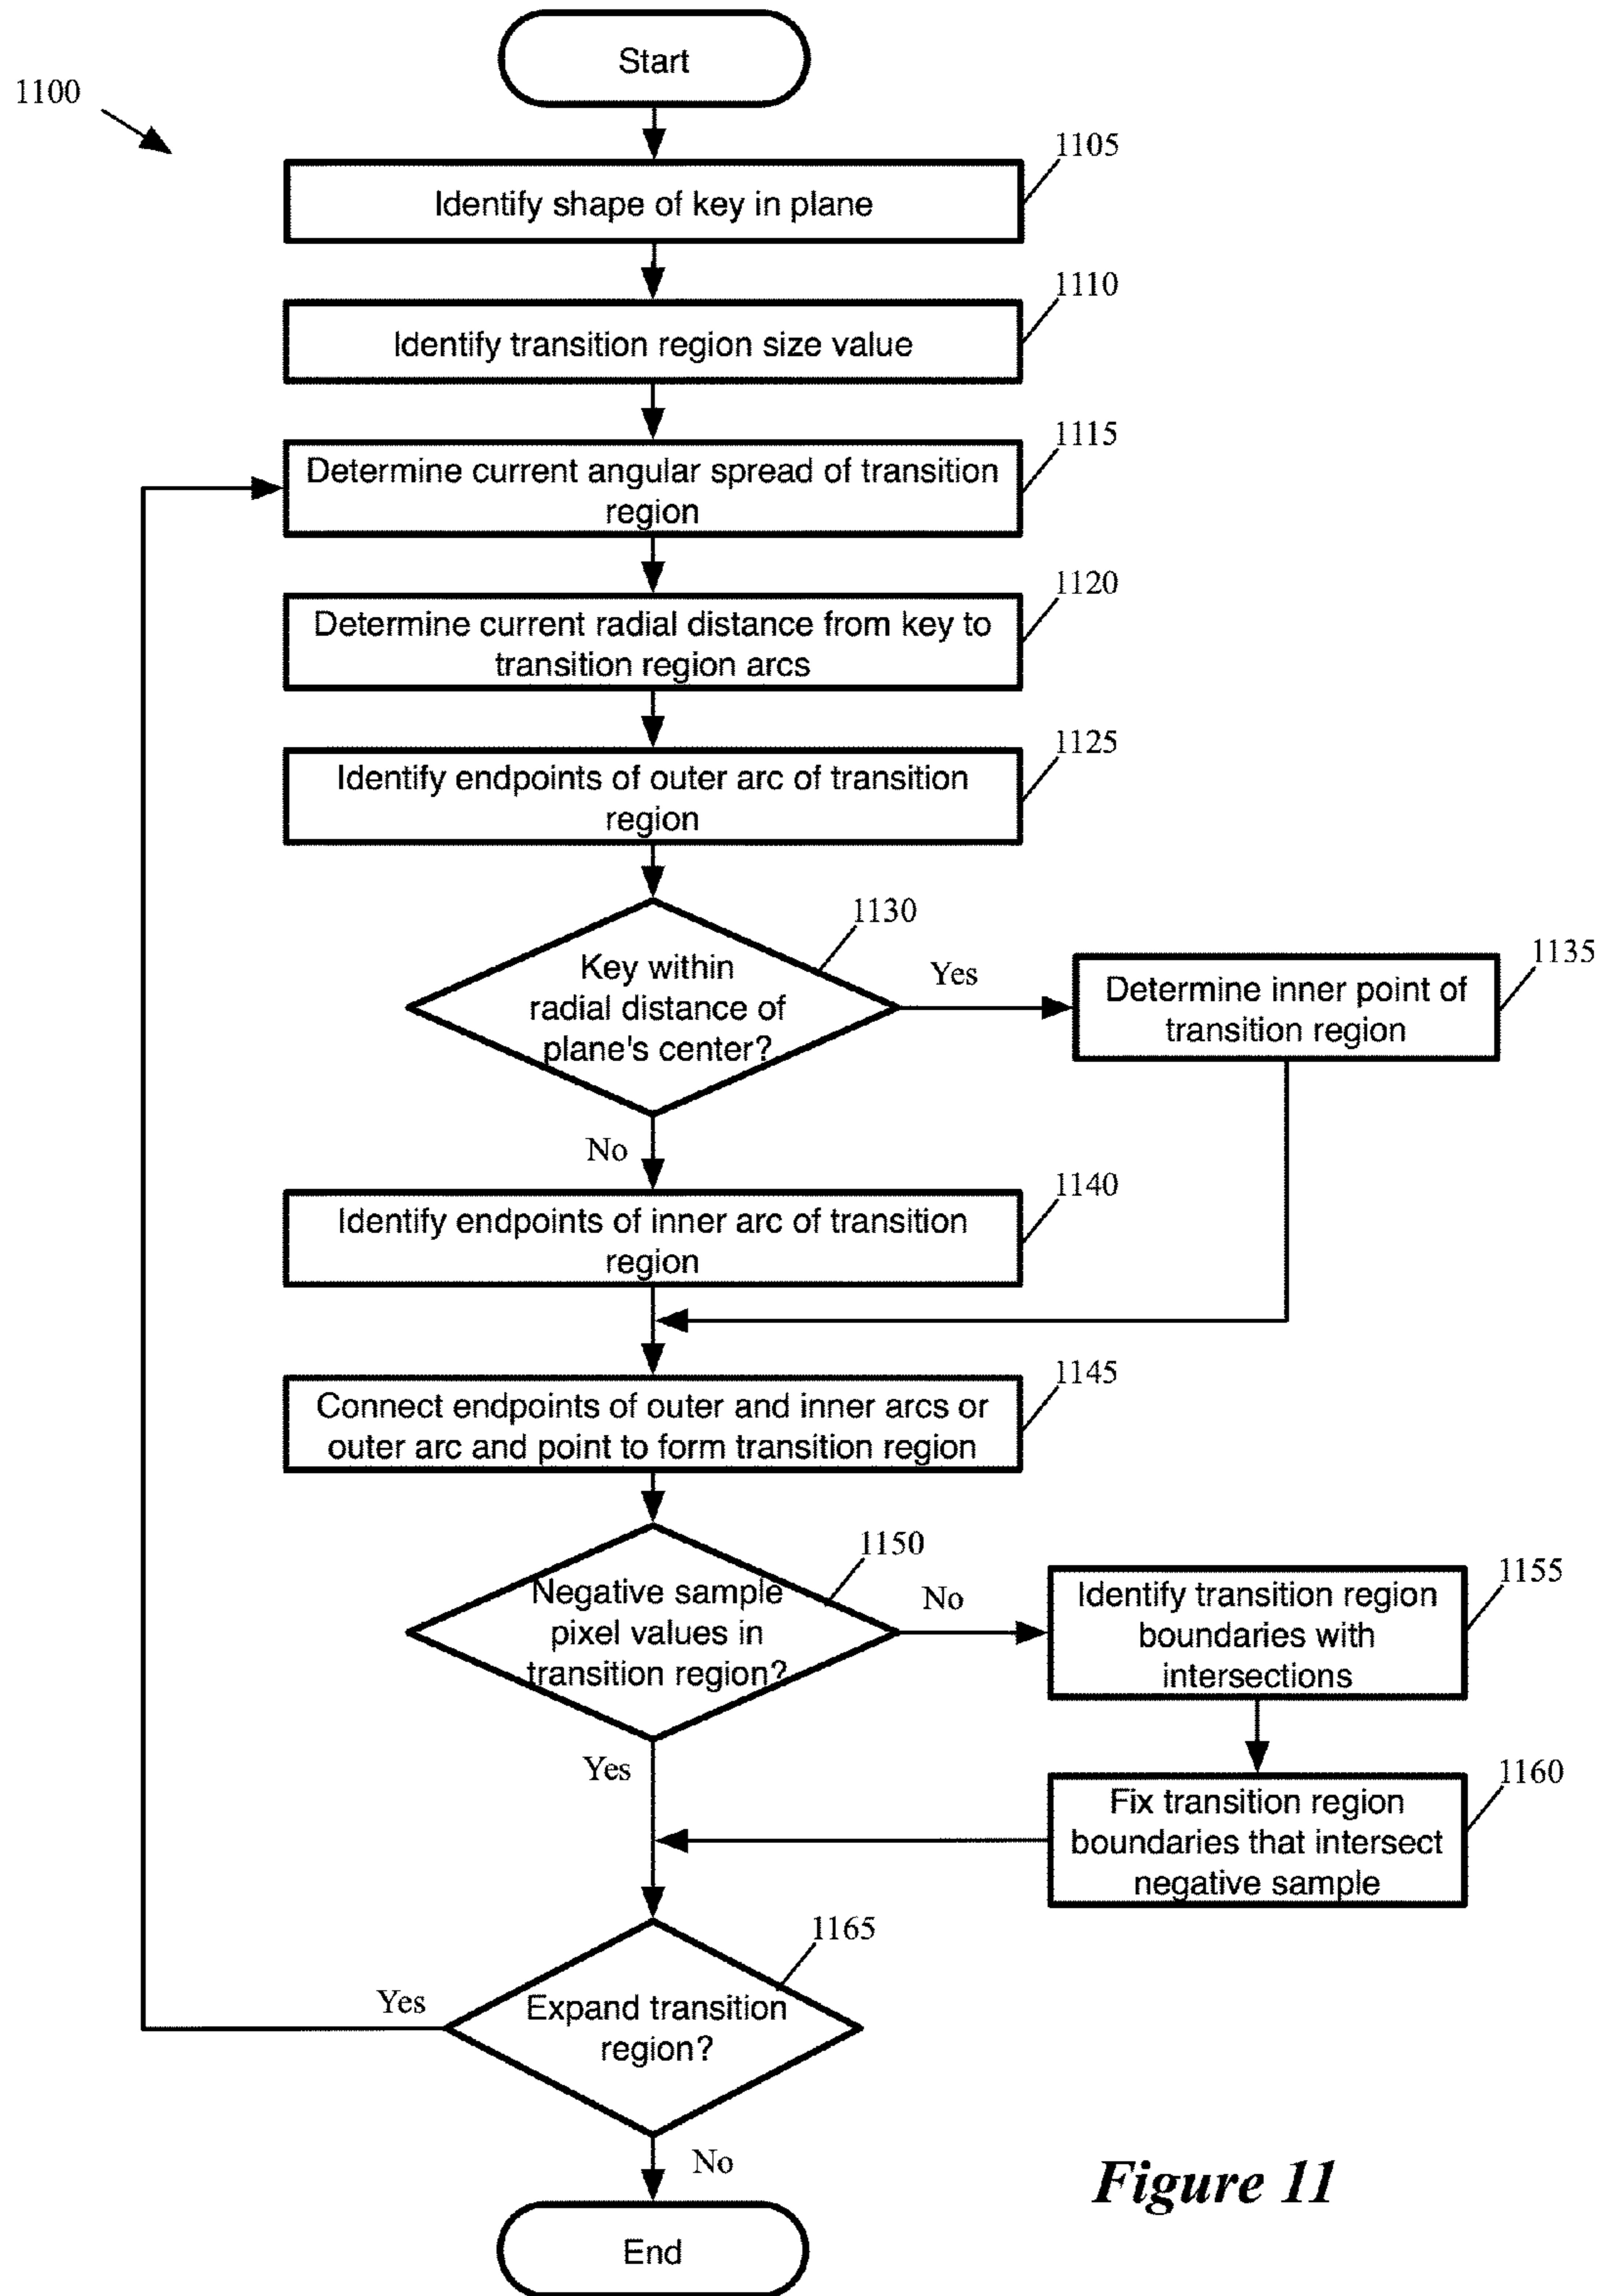 Start
1100
1105
Identify shape of key in plane
1110
Identify transition region size value
1115
Determine current angular spread of transition
region
1120
Determine current radial distance from key to
transition region arcs
1125
Identify endpoints of outer arc of transition
region
1130
Key within
radial distance of
plane's center?
Yes
1135
Determine inner point of
transition region
No
1140
Identify endpoints of inner arc of transition
region
1145
Connect endpoints of outer and inner arcs or
outer arc and point to form transition region
1150
Negative sample
pixel values in
transition region?
No
1155
Identify transition region
boundaries with
intersections
Yes
1160
Fix transition region
boundaries that intersect
negative sample
1165
Expand transition
region?
Yes
No
End
Figure 11